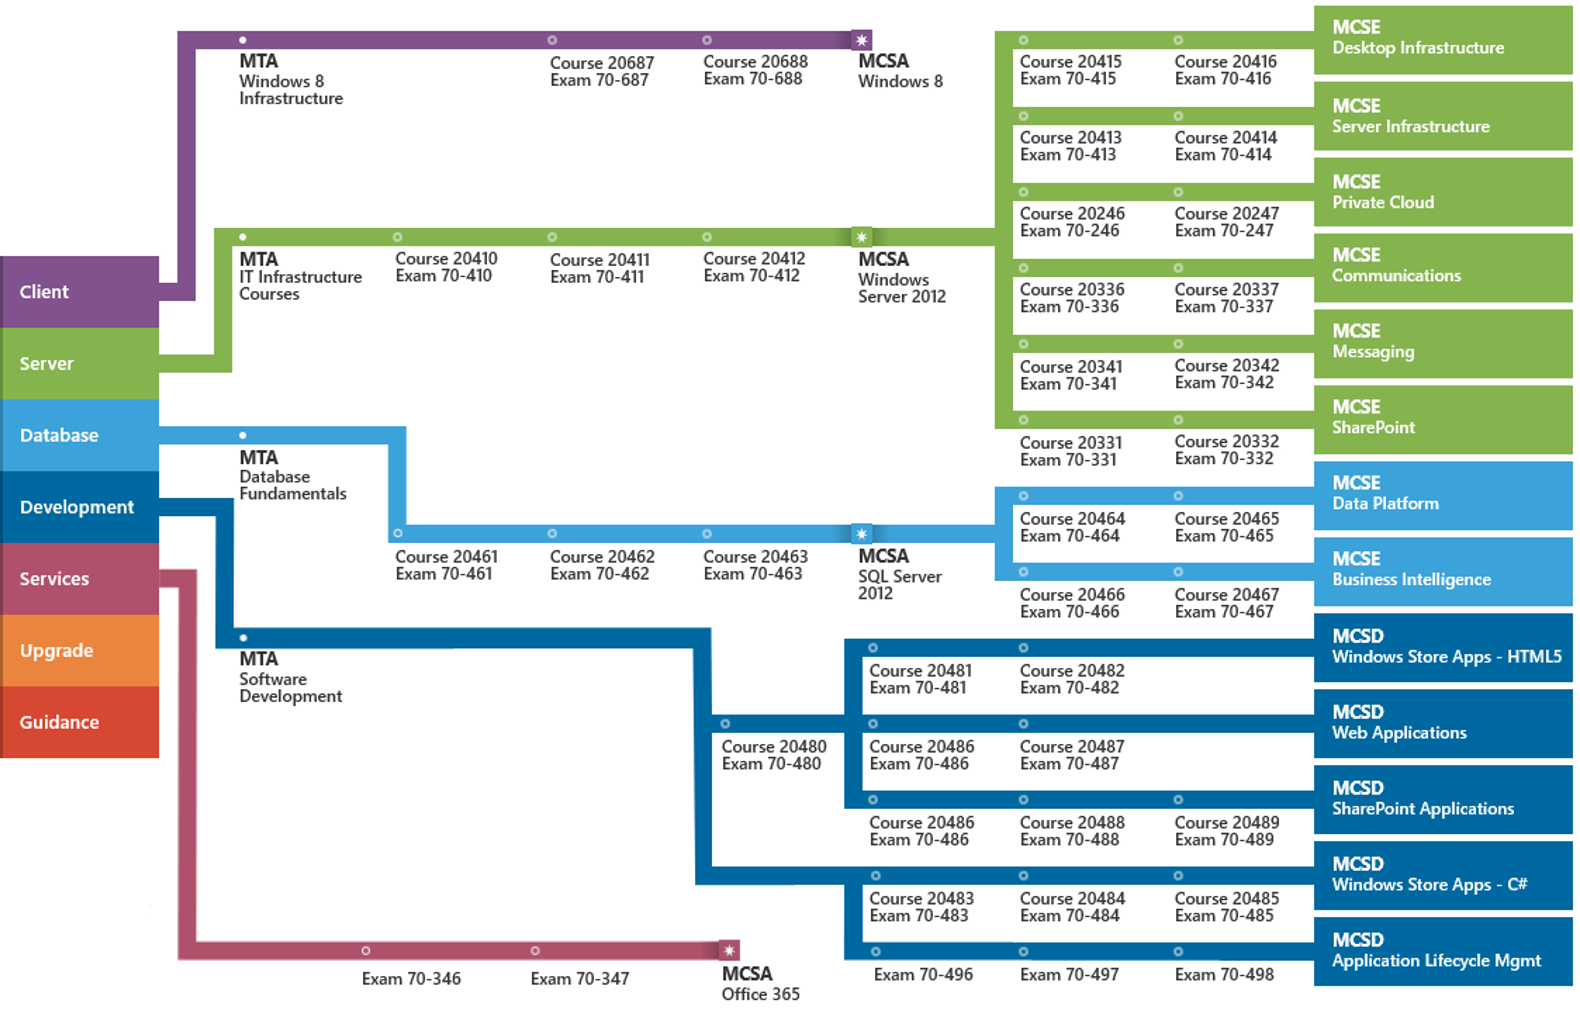 Client
Server
Database
Development
Services
Upgrade
Guidance
MTA
Windows 8
Infrastructure
Course 20687
Exam 70-687
Course 20688
Exam 70-688
MCSA
Windows 8
MTA
IT Infrastructure
Courses
Course 20410
Exam 70-410
Course 20411
Exam 70-411
Course 20412
Exam 70-412
MCSA
Windows
Server 2012
Course 20415
Exam 70-415
Course 20416
Exam 70-416
MCSE
Desktop Infrastructure
Course 20413
Exam 70-413
Course 20414
Exam 70-414
MCSE
Server Infrastructure
Course 20246
Exam 70-246
Course 20247
Exam 70-247
MCSE
Private Cloud
Course 20336
Exam 70-336
Course 20337
Exam 70-337
MCSE
Communications
Course 20341
Exam 70-341
Course 20342
Exam 70-342
MCSE
Messaging
Course 20331
Exam 70-331
Course 20332
Exam 70-332
MCSE
SharePoint
MTA
Database
Fundamentals
Course 20461
Exam 70-461
Course 20462
Exam 70-462
Course 20463
Exam 70-463
MCSA
SQL Server
2012
Course 20464
Exam 70-464
Course 20465
Exam 70-465
MCSE
Data Platform
Course 20466
Exam 70-466
Course 20467
Exam 70-467
MCSE
Business Intelligence
MTA
Software
Development
Course 20480
Exam 70-480
Course 20481
Exam 70-481
Course 20482
Exam 70-482
MCSD
Windows Store Apps - HTML5
Course 20486
Exam 70-486
Course 20487
Exam 70-487
MCSD
Web Applications
Course 20486
Exam 70-486
Course 20488
Exam 70-488
Course 20489
Exam 70-489
MCSD
SharePoint Applications
Course 20483
Exam 70-483
Course 20484
Exam 70-484
Course 20485
Exam 70-485
MCSD
Windows Store Apps - C#
Exam 70-496
Exam 70-497
Exam 70-498
MCSD
Application Lifecycle Mgmt
Exam 70-346
Exam 70-347
MCSA
Office 365